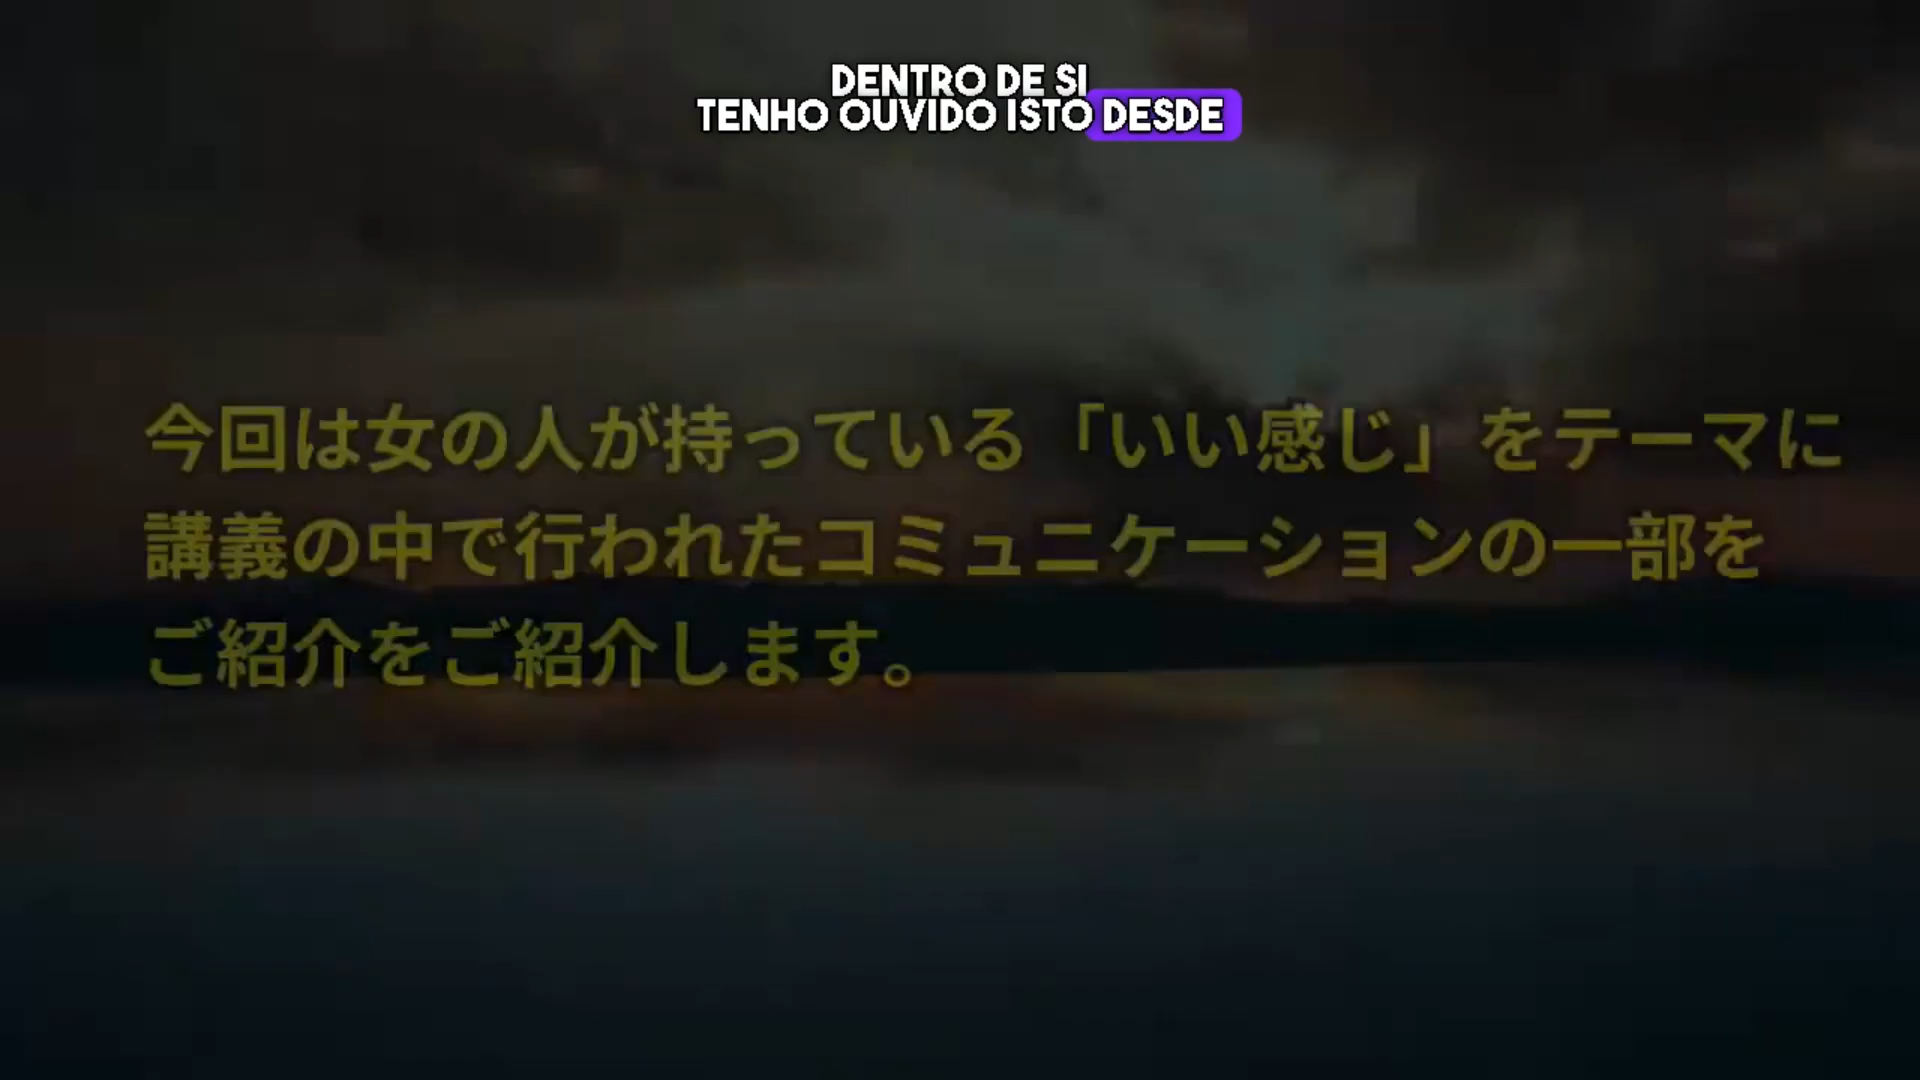 DENTRO DE SI
TENHO OUVIDO ISTO DESDE
今回は女の人が持っている「いい感じ」をテーマに
講義の中で行われたコミュニケーションの一部を
ご紹介をご紹介します。